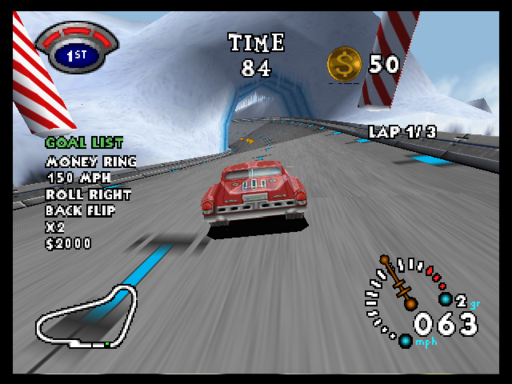 1ST
TIME
84
$ 50
LAP 1/3
GOAL LIST
MONEY RING
150 MPH
ROLL RIGHT
BACK FLIP
X2
$2000
2 gr
063
mph